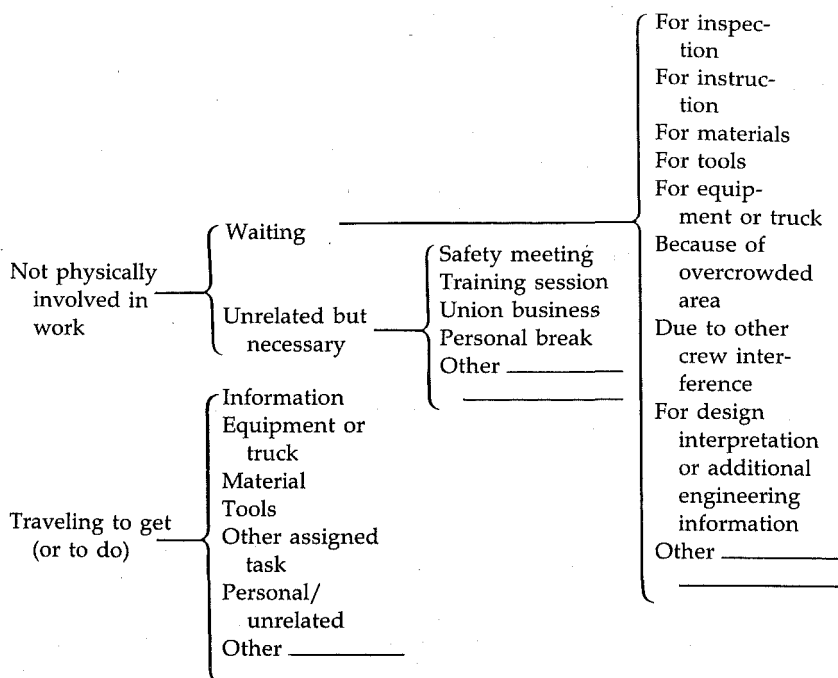 Not physically
involved in
work
Waiting
Unrelated but
necessary
For inspec-
tion
For instruc-
tion
For materials
For tools
For equip-
ment or truck
Because of
overcrowded
area
Due to other
crew inter-
ference
For design
interpretation
or additional
engineering
information
Other
Safety meeting
Training session
Union business
Personal break
Other
Traveling to get
(or to do)
Information
Equipment or
truck
Material
Tools
Other assigned
task
Personal/
unrelated
Other